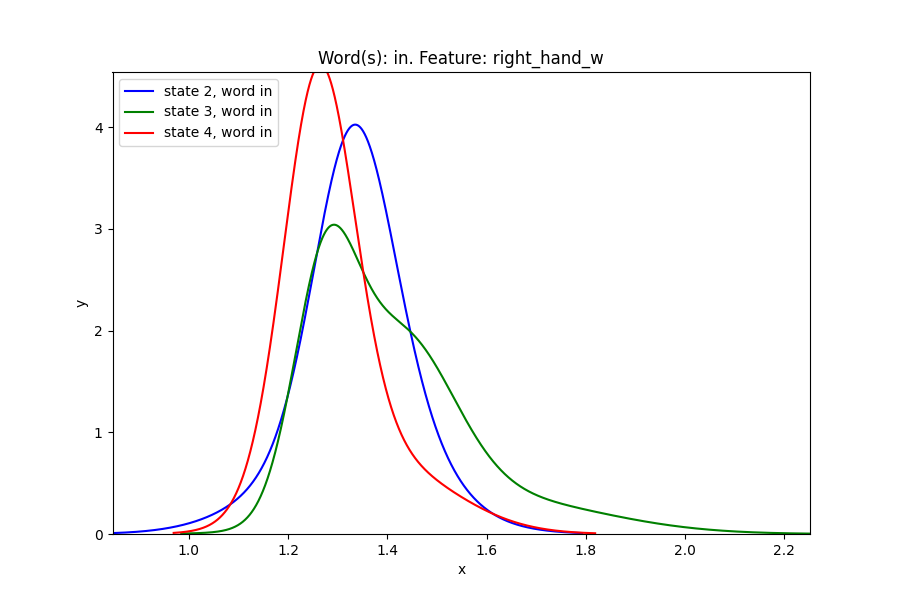 Word(s): in. Feature: right_hand_w
state 2, word in
state 3, word in
state 4, word in
y
4
3
2
1
0
1.0 1.2 1.4 1.6 1.8 2.0 2.2
x